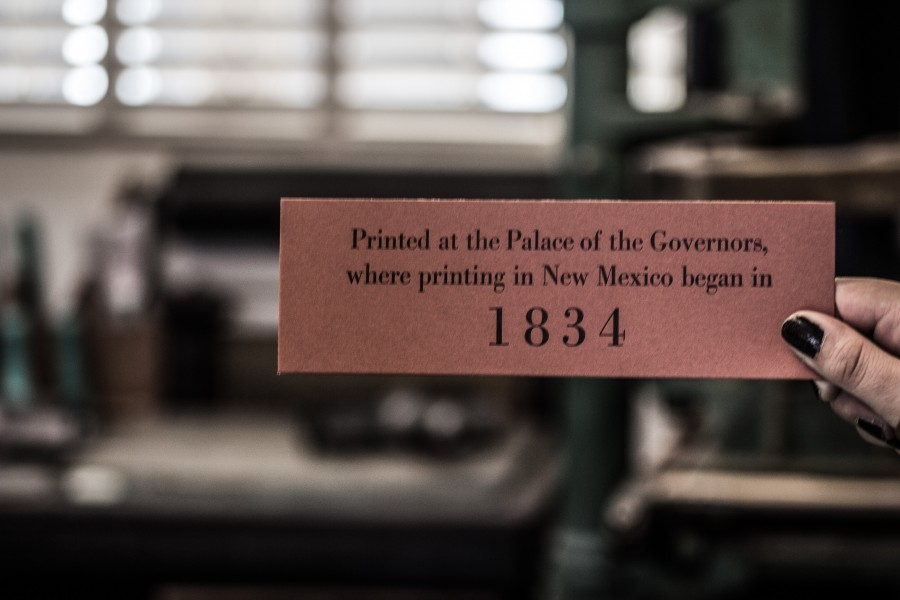 Printed at the Palace of the Governors,
where printing in New Mexico began in
1834